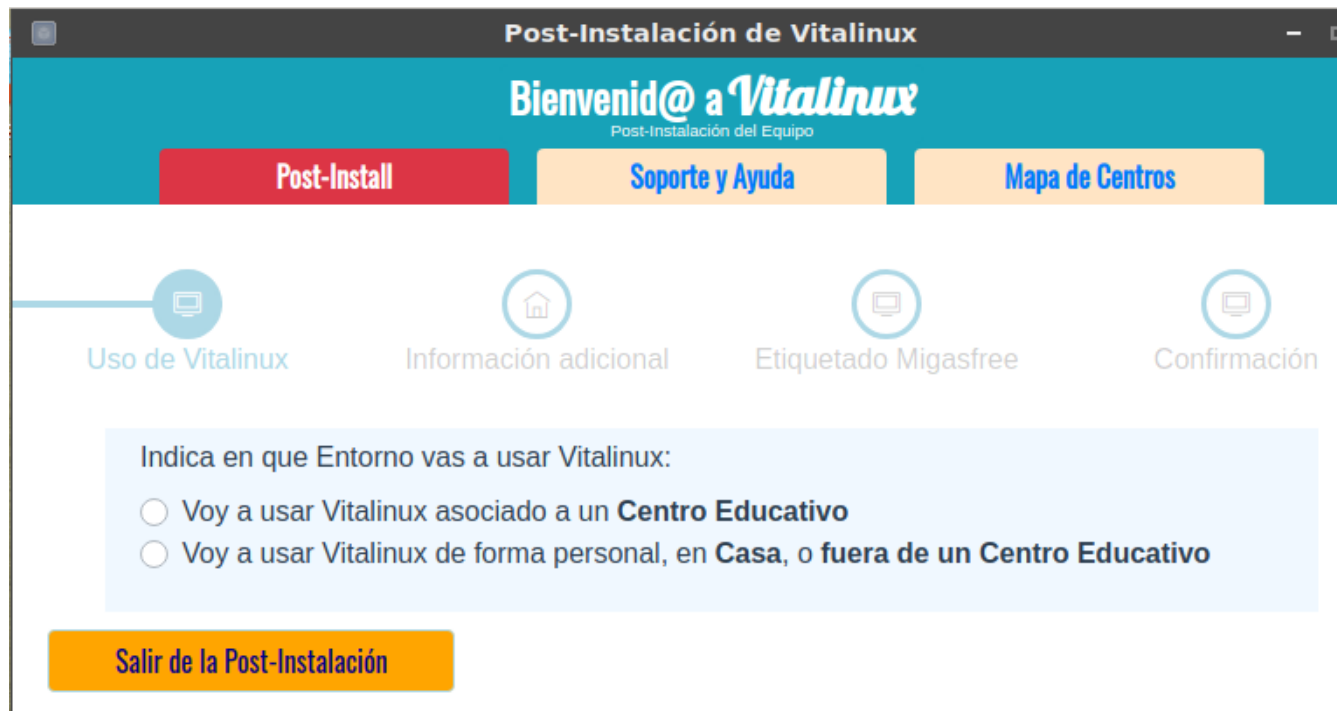 Post-Instalación de Vitalinux
Bienvenid@ a Vitalinux
Post-Instalación del Equipo
Post-Install Soporte y Ayuda Mapa de Centros
Uso de Vitalinux Información adicional Etiquetado Migasfree Confirmación
Indica en que Entorno vas a usar Vitalinux:
Voy a usar Vitalinux asociado a un Centro Educativo
Voy a usar Vitalinux de forma personal, en Casa, o fuera de un Centro Educativo
Salir de la Post-Instalación